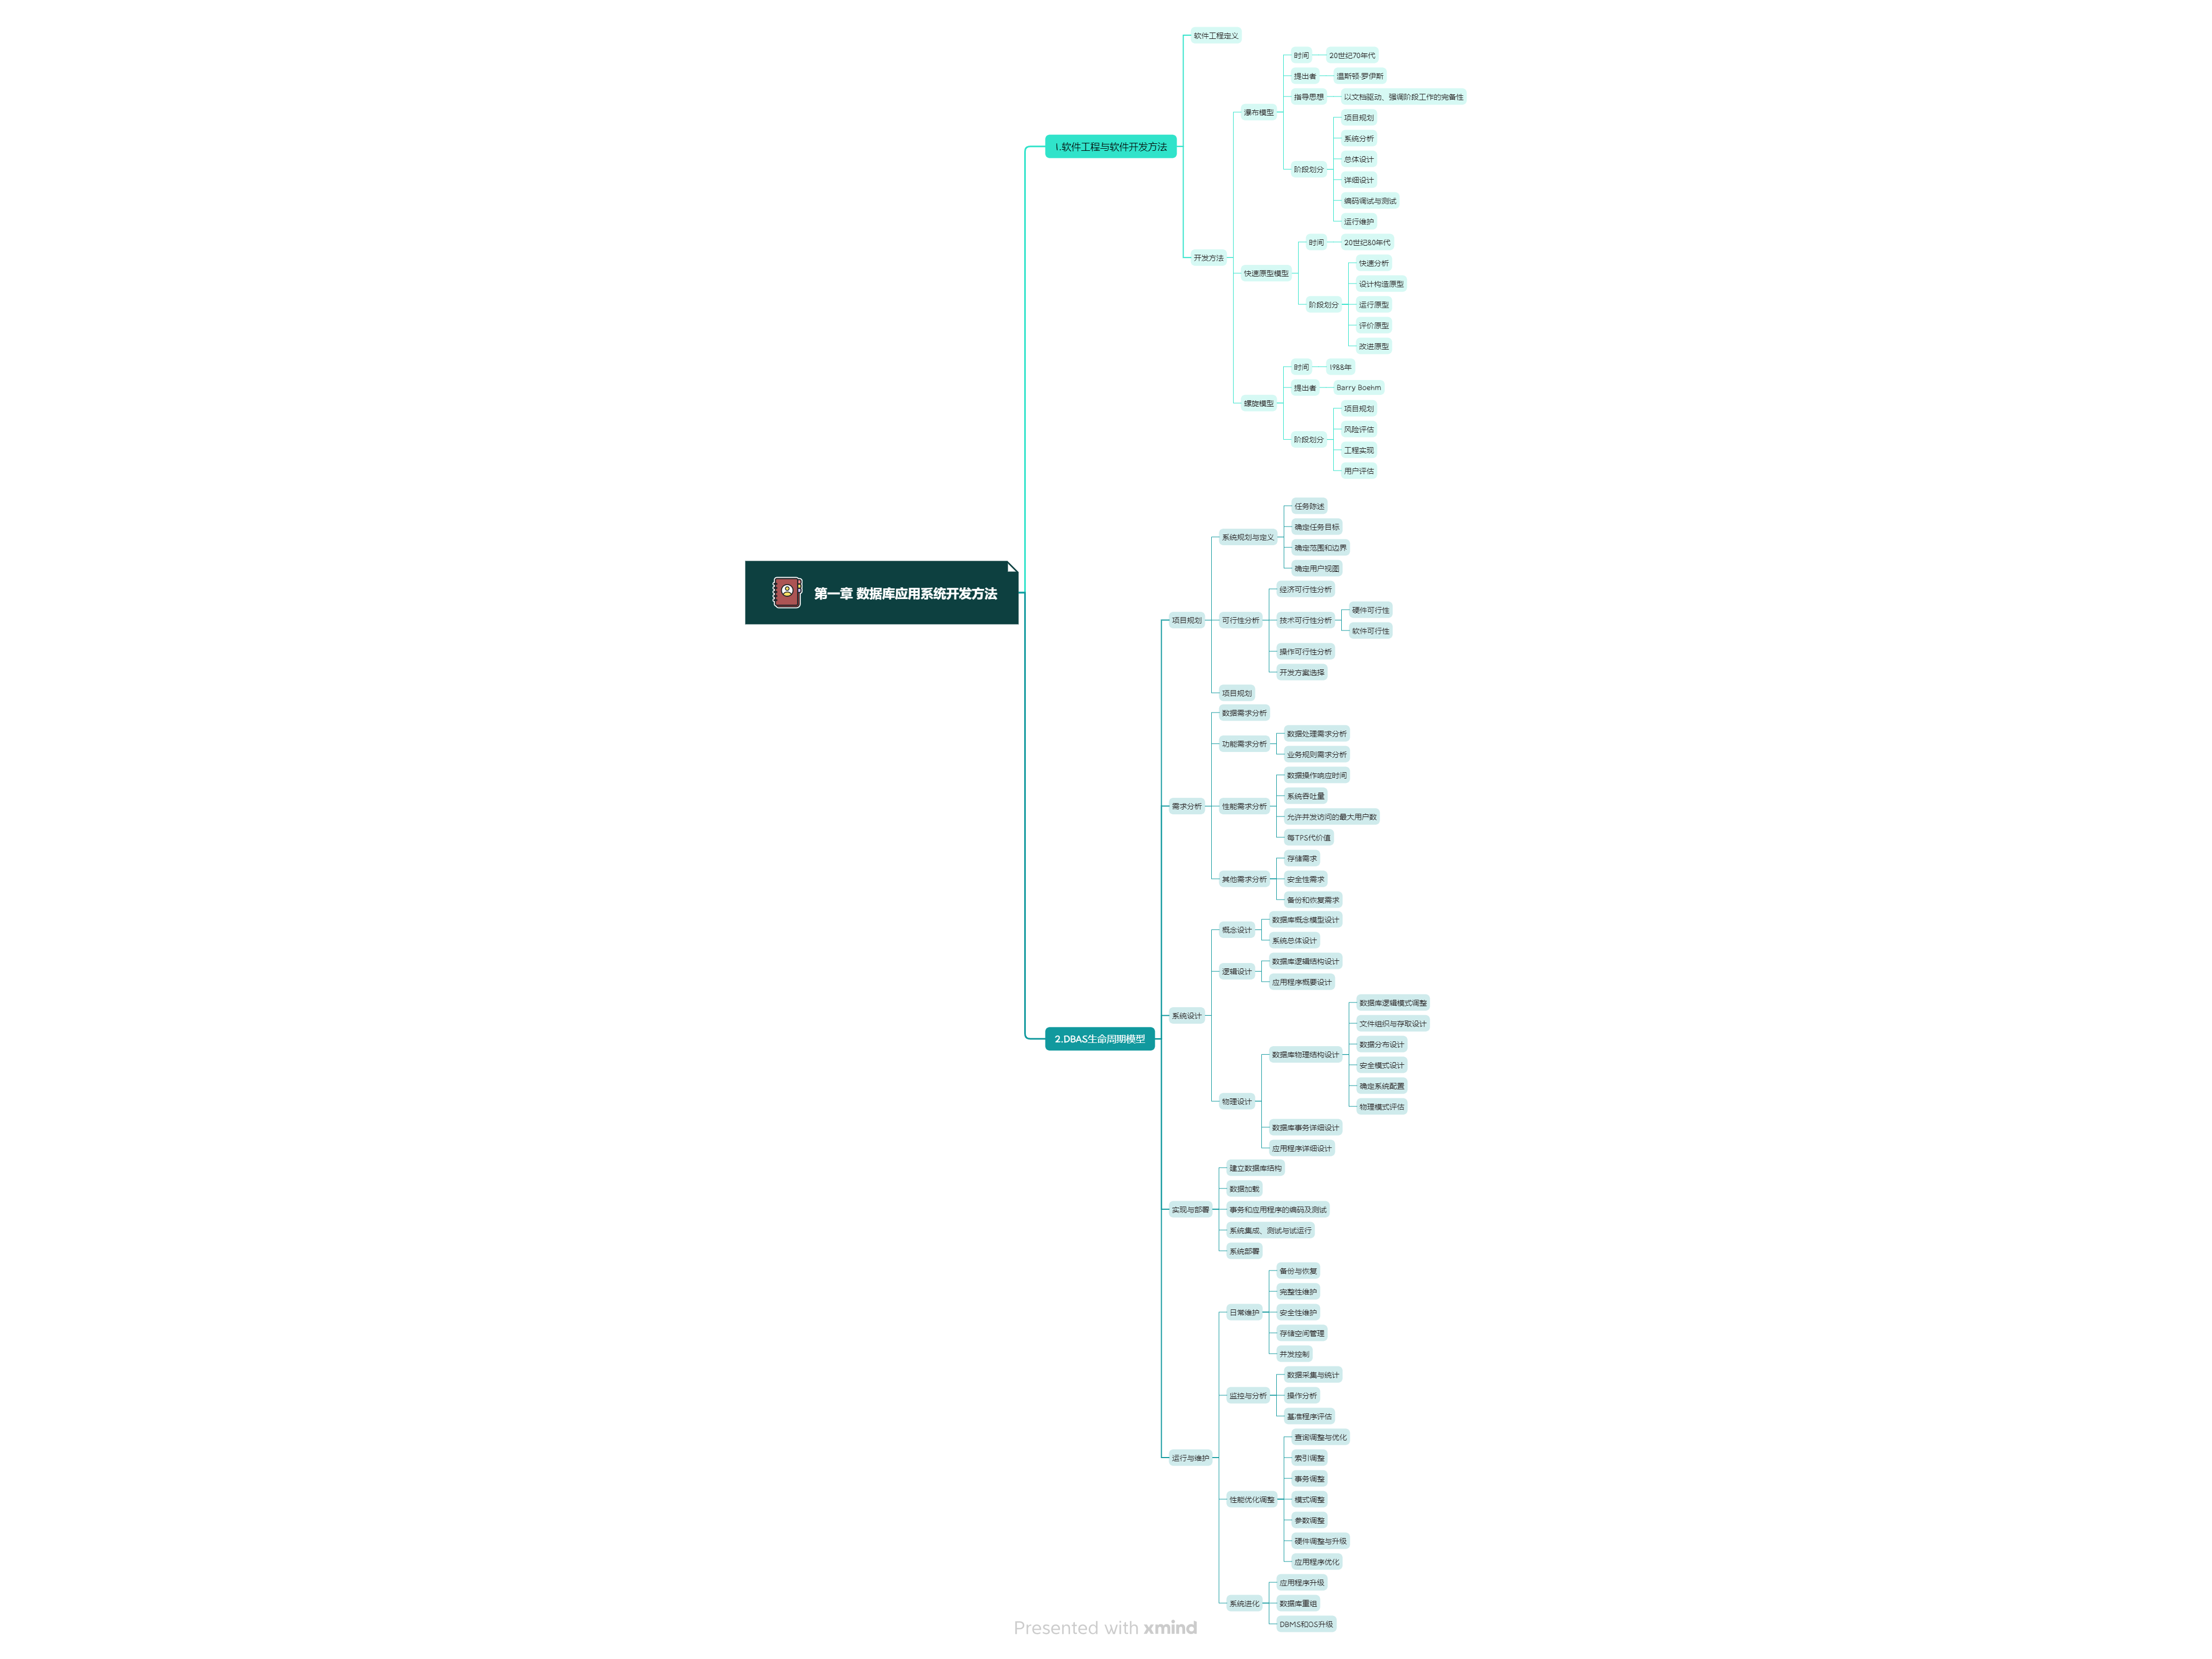 第一章 数据库应用系统开发方法
1.软件工程与软件开发方法
软件工程定义
开发方法
瀑布模型
时间
20世纪70年代
提出者
温斯顿·罗伊斯
指导思想
以文档驱动、强调阶段工作的完备性
阶段划分
项目规划
系统分析
总体设计
详细设计
编码调试与测试
运行维护
快速原型模型
时间
20世纪80年代
阶段划分
快速分析
设计构造原型
运行原型
评价原型
改进原型
螺旋模型
时间
1988年
提出者
Barry Boehm
阶段划分
项目规划
风险评估
工程实现
用户评估
2.DBAS生命周期模型
项目规划
系统规划与定义
任务陈述
确定任务目标
确定范围和边界
确定用户视图
可行性分析
经济可行性分析
技术可行性分析
硬件可行性
软件可行性
操作可行性分析
开发方案选择
项目规划
需求分析
数据需求分析
功能需求分析
数据处理需求分析
业务规则需求分析
性能需求分析
数据操作响应时间
系统吞吐量
允许并发访问的最大用户数
每TPS代价值
其他需求分析
存储需求
安全性需求
备份和恢复需求
系统设计
概念设计
数据库概念模型设计
系统总体设计
逻辑设计
数据库逻辑结构设计
应用程序概要设计
物理设计
数据库物理结构设计
数据库逻辑模式调整
文件组织与存取设计
数据分布设计
安全模式设计
确定系统配置
物理模式评估
数据库事务详细设计
应用程序详细设计
实现与部署
建立数据库结构
数据加载
事务和应用程序的编码及测试
系统集成、测试与试运行
系统部署
运行与维护
日常维护
备份与恢复
完整性维护
安全性维护
存储空间管理
并发控制
监控与分析
数据采集与统计
操作分析
基准程序评估
性能优化调整
查询调整与优化
索引调整
事务调整
模式调整
参数调整
硬件调整与升级
应用程序优化
系统进化
应用程序升级
数据库重组
DBMS和OS升级
Presented with xmind